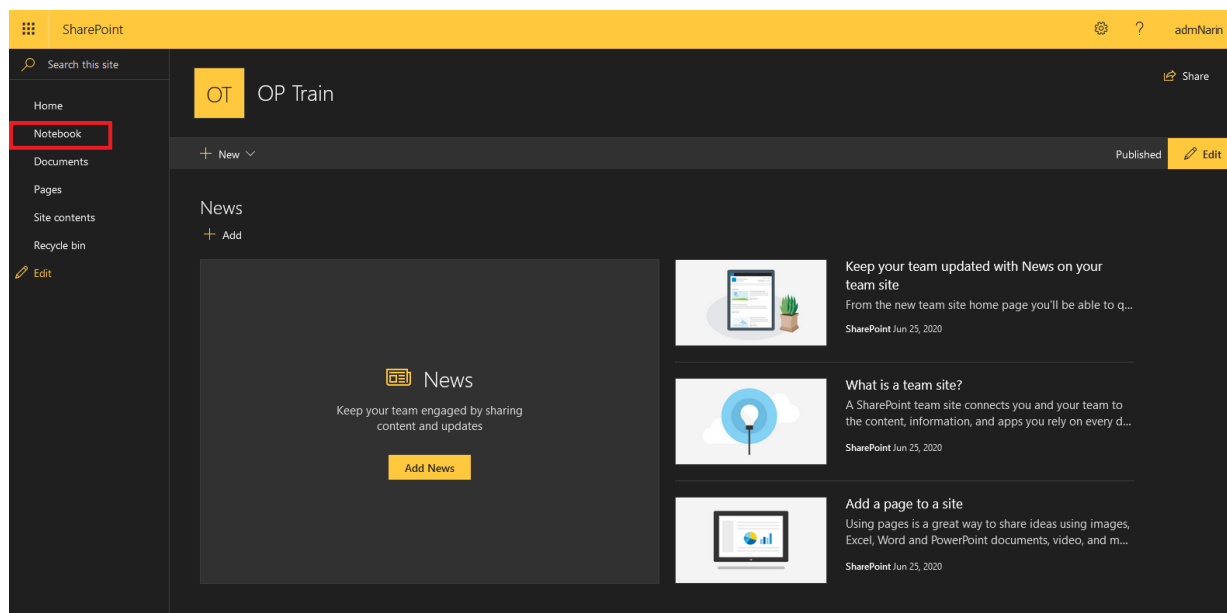 SharePoint
? admNarin
Search this site
Home
Notebook
Documents
Pages
Site contents
Recycle bin
Edit
OT OP Train
Share
New
Published Edit
News
Add
News
Keep your team engaged by sharing
content and updates
Add News
Keep your team updated with News on your
team site
From the new team site home page you'll be able to q...
SharePoint Jun 25, 2020
What is a team site?
A SharePoint team site connects you and your team to
the content, information, and apps you rely on every d...
SharePoint Jun 25, 2020
Add a page to a site
Using pages is a great way to share ideas using images,
Excel, Word and PowerPoint documents, video, and m...
SharePoint Jun 25, 2020